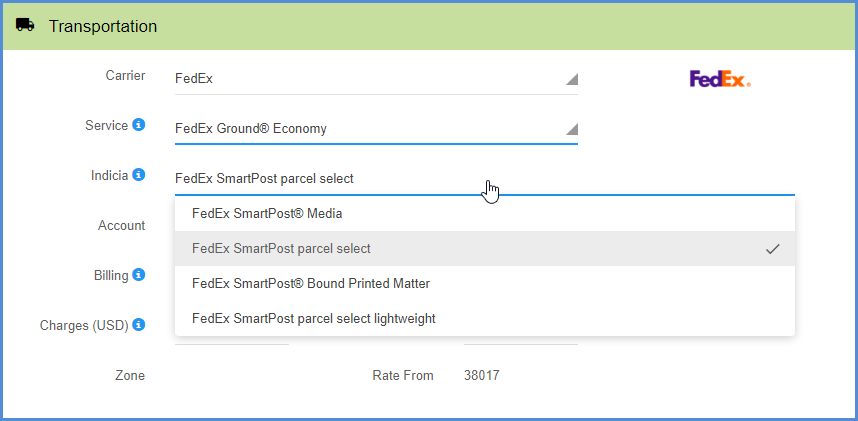 Transportation
Carrier FedEx FedEx®
Service FedEx Ground® Economy
Indicia FedEx SmartPost parcel select
Account FedEx SmartPost® Media
FedEx SmartPost parcel select
Billing FedEx SmartPost® Bound Printed Matter
Charges (USD) FedEx SmartPost parcel select lightweight
Zone Rate From 38017